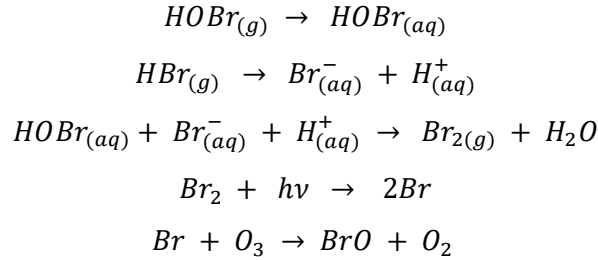 HOBr₍g₎ → HOBr₍aq₎
HBr₍g₎ → Br⁻₍aq₎ + H⁺₍aq₎
HOBr₍aq₎ + Br⁻₍aq₎ + H⁺₍aq₎ → Br₂₍g₎ + H₂O
Br₂ + hν → 2Br
Br + O₃ → BrO + O₂